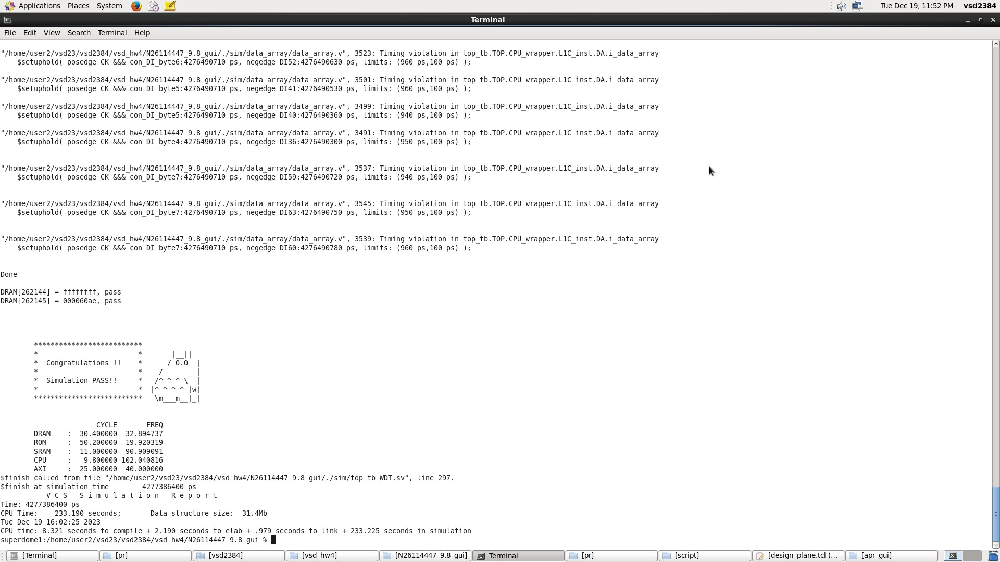 Applications Places System Tue Dec 19, 11:52 PM vsd2384
Terminal
File Edit View Search Terminal Help
"/home/user2/vsd23/vsd2384/vsd_hw4/N26114447_9.8_gui/./sim/data_array/data_array.v", 3523: Timing violation in top_tb.TOP.CPU_wrapper.L1C_inst.DA.i_data_array
    $setuphold( posedge CK &&& con_DI_byte6:4276490710 ps, negedge DI52:4276490630 ps, limits: (960 ps,100 ps) );
"/home/user2/vsd23/vsd2384/vsd_hw4/N26114447_9.8_gui/./sim/data_array/data_array.v", 3501: Timing violation in top_tb.TOP.CPU_wrapper.L1C_inst.DA.i_data_array
    $setuphold( posedge CK &&& con_DI_byte5:4276490710 ps, negedge DI41:4276490530 ps, limits: (960 ps,100 ps) );
"/home/user2/vsd23/vsd2384/vsd_hw4/N26114447_9.8_gui/./sim/data_array/data_array.v", 3499: Timing violation in top_tb.TOP.CPU_wrapper.L1C_inst.DA.i_data_array
    $setuphold( posedge CK &&& con_DI_byte5:4276490710 ps, negedge DI40:4276490360 ps, limits: (940 ps,100 ps) );
"/home/user2/vsd23/vsd2384/vsd_hw4/N26114447_9.8_gui/./sim/data_array/data_array.v", 3491: Timing violation in top_tb.TOP.CPU_wrapper.L1C_inst.DA.i_data_array
    $setuphold( posedge CK &&& con_DI_byte4:4276490710 ps, negedge DI36:4276490300 ps, limits: (950 ps,100 ps) );
"/home/user2/vsd23/vsd2384/vsd_hw4/N26114447_9.8_gui/./sim/data_array/data_array.v", 3537: Timing violation in top_tb.TOP.CPU_wrapper.L1C_inst.DA.i_data_array
    $setuphold( posedge CK &&& con_DI_byte7:4276490710 ps, negedge DI59:4276490720 ps, limits: (940 ps,100 ps) );
"/home/user2/vsd23/vsd2384/vsd_hw4/N26114447_9.8_gui/./sim/data_array/data_array.v", 3545: Timing violation in top_tb.TOP.CPU_wrapper.L1C_inst.DA.i_data_array
    $setuphold( posedge CK &&& con_DI_byte7:4276490710 ps, negedge DI63:4276490750 ps, limits: (950 ps,100 ps) );
"/home/user2/vsd23/vsd2384/vsd_hw4/N26114447_9.8_gui/./sim/data_array/data_array.v", 3539: Timing violation in top_tb.TOP.CPU_wrapper.L1C_inst.DA.i_data_array
    $setuphold( posedge CK &&& con_DI_byte7:4276490710 ps, negedge DI60:4276490780 ps, limits: (960 ps,100 ps) );
Done
DRAM[262144] = ffffffff, pass
DRAM[262145] = 000060ae, pass
        **************************
        *                        *       |__||
        *  Congratulations !!    *      / O.O  |
        *                        *    /_____   |
        *  Simulation PASS!!     *   /^ ^ ^ \  |
        *                        *  |^ ^ ^ ^ |w|
        **************************   \m___m__|_|
                       CYCLE       FREQ
        DRAM    :  30.400000  32.894737
        ROM     :  50.200000  19.920319
        SRAM    :  11.000000  90.909091
        CPU     :   9.800000 102.040816
        AXI     :  25.000000  40.000000
$finish called from file "/home/user2/vsd23/vsd2384/vsd_hw4/N26114447_9.8_gui/./sim/top_tb_WDT.sv", line 297.
$finish at simulation time        4277386400 ps
           V C S   S i m u l a t i o n   R e p o r t
Time: 4277386400 ps
CPU Time:    233.190 seconds;       Data structure size:  31.4Mb
Tue Dec 19 16:02:25 2023
CPU time: 8.321 seconds to compile + 2.190 seconds to elab + .979 seconds to link + 233.225 seconds in simulation
superdome1:/home/user2/vsd23/vsd2384/vsd_hw4/N26114447_9.8_gui %
[Terminal] [pr] [vsd2384] [vsd_hw4] [N26114447_9.8_gui] Terminal [pr] [script] [design_plane.tcl (... [apr_gui]